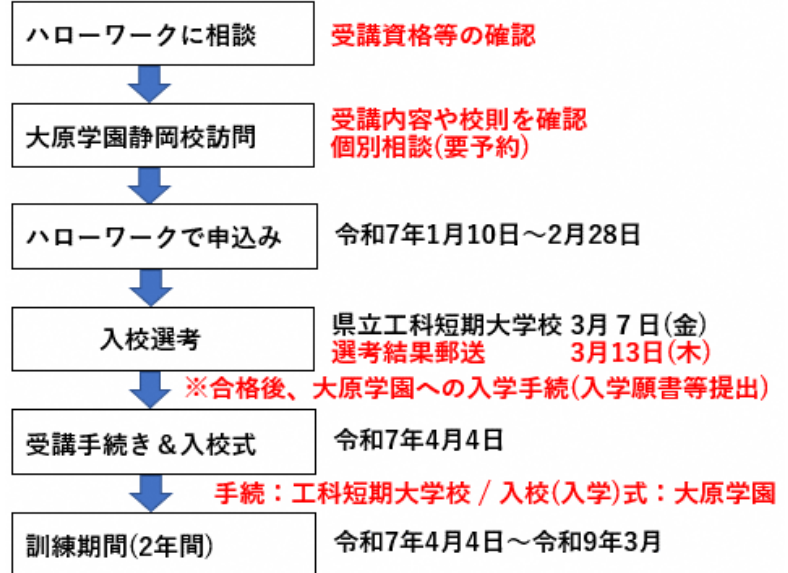 ハローワークに相談 受講資格等の確認
大原学園静岡校訪問 受講内容や校則を確認
個別相談(要予約)
ハローワークで申込み 令和7年1月10日～2月28日
入校選考 県立工科短期大学校 3月７日(金)
選考結果郵送 3月13日(木)
※合格後、大原学園への入学手続(入学願書等提出)
受講手続き＆入校式 令和7年4月4日
手続：工科短期大学校 / 入校(入学)式：大原学園
訓練期間(2年間) 令和7年4月4日～令和9年3月